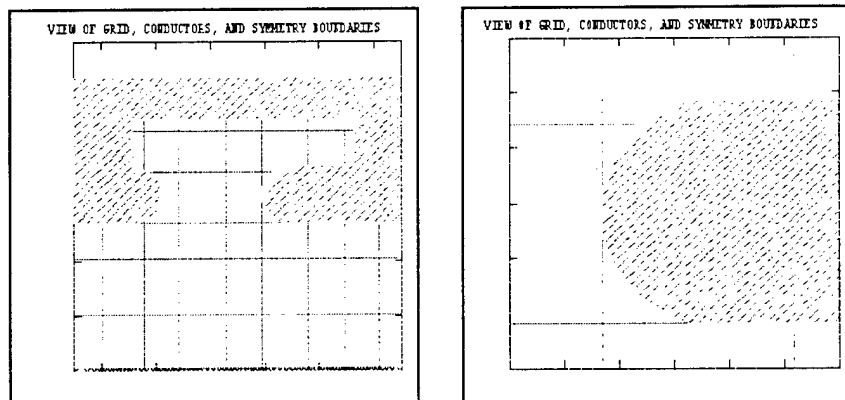 VIEW OF GRID, CONDUCTORS, AND SYMMETRY BOUNDARIES
VIEW OF GRID, CONDUCTORS, AND SYMMETRY BOUNDARIES